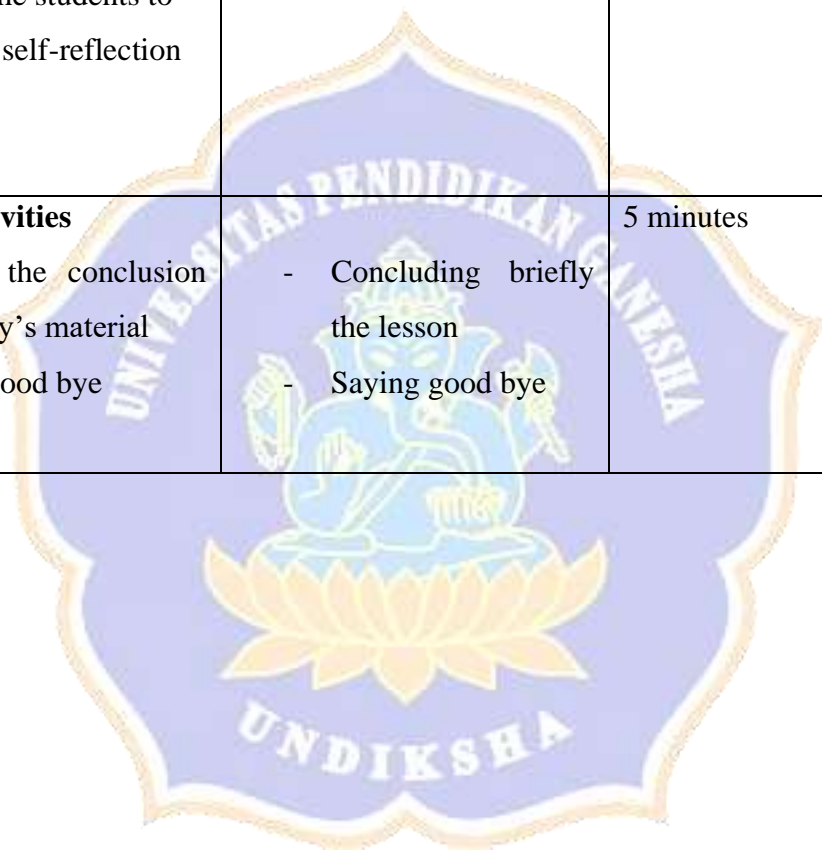 ne students to
self-reflection
vities
the conclusion
y's material
ood bye
- Concluding briefly
the lesson
- Saying good bye
5 minutes
UNIVERSITAS PENDIDIKAN GANESHA
UNDIKSHA